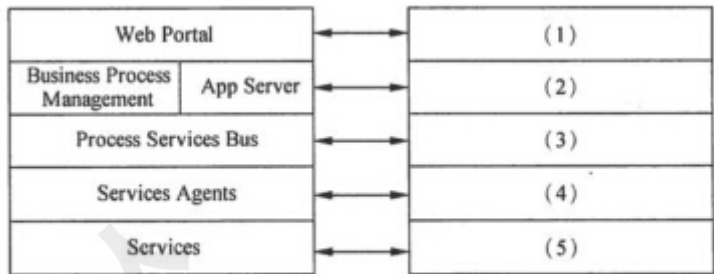 Web Portal
(1)
Business Process
Management
App Server
(2)
Process Services Bus
(3)
Services Agents
(4)
Services
(5)